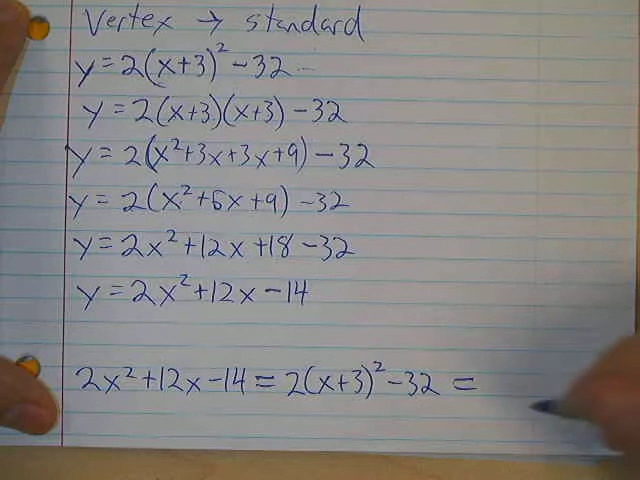 Vertex → standard
y = 2(x+3)² - 32
y = 2(x+3)(x+3) - 32
y = 2(x²+3x+3x+9) - 32
y = 2(x²+6x+9) - 32
y = 2x²+12x+18-32
y = 2x²+12x-14
2x²+12x-14 = 2(x+3)²-32 =